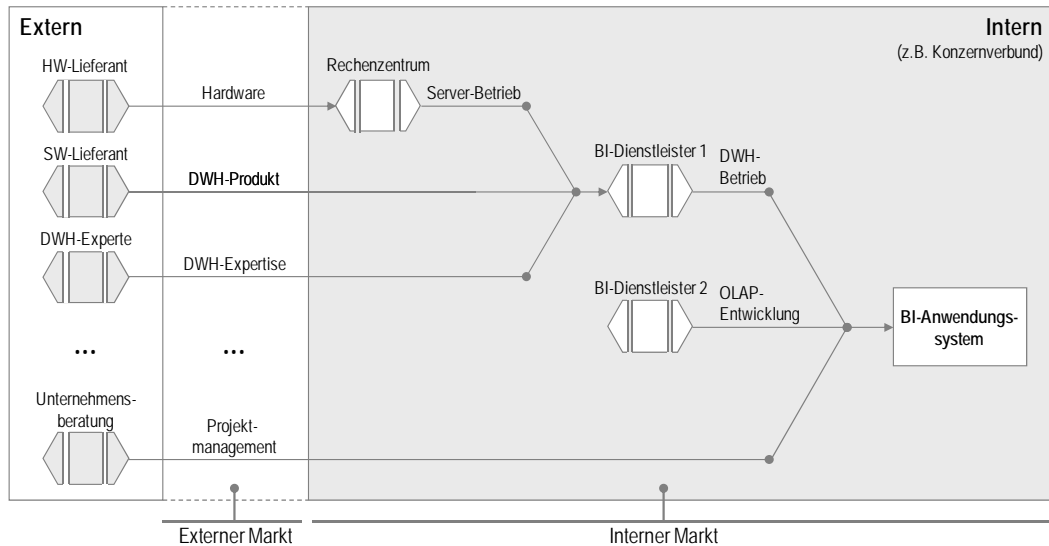 Extern
Intern
(z.B. Konzernverbund)
HW-Lieferant
Hardware
Rechenzentrum
Server-Betrieb
SW-Lieferant
DWH-Produkt
BI-Dienstleister 1
DWH-
Betrieb
DWH-Experte
DWH-Expertise
BI-Dienstleister 2
OLAP-
Entwicklung
BI-Anwendungs-
system
...
...
Unternehmens-
beratung
Projekt-
management
Externer Markt
Interner Markt